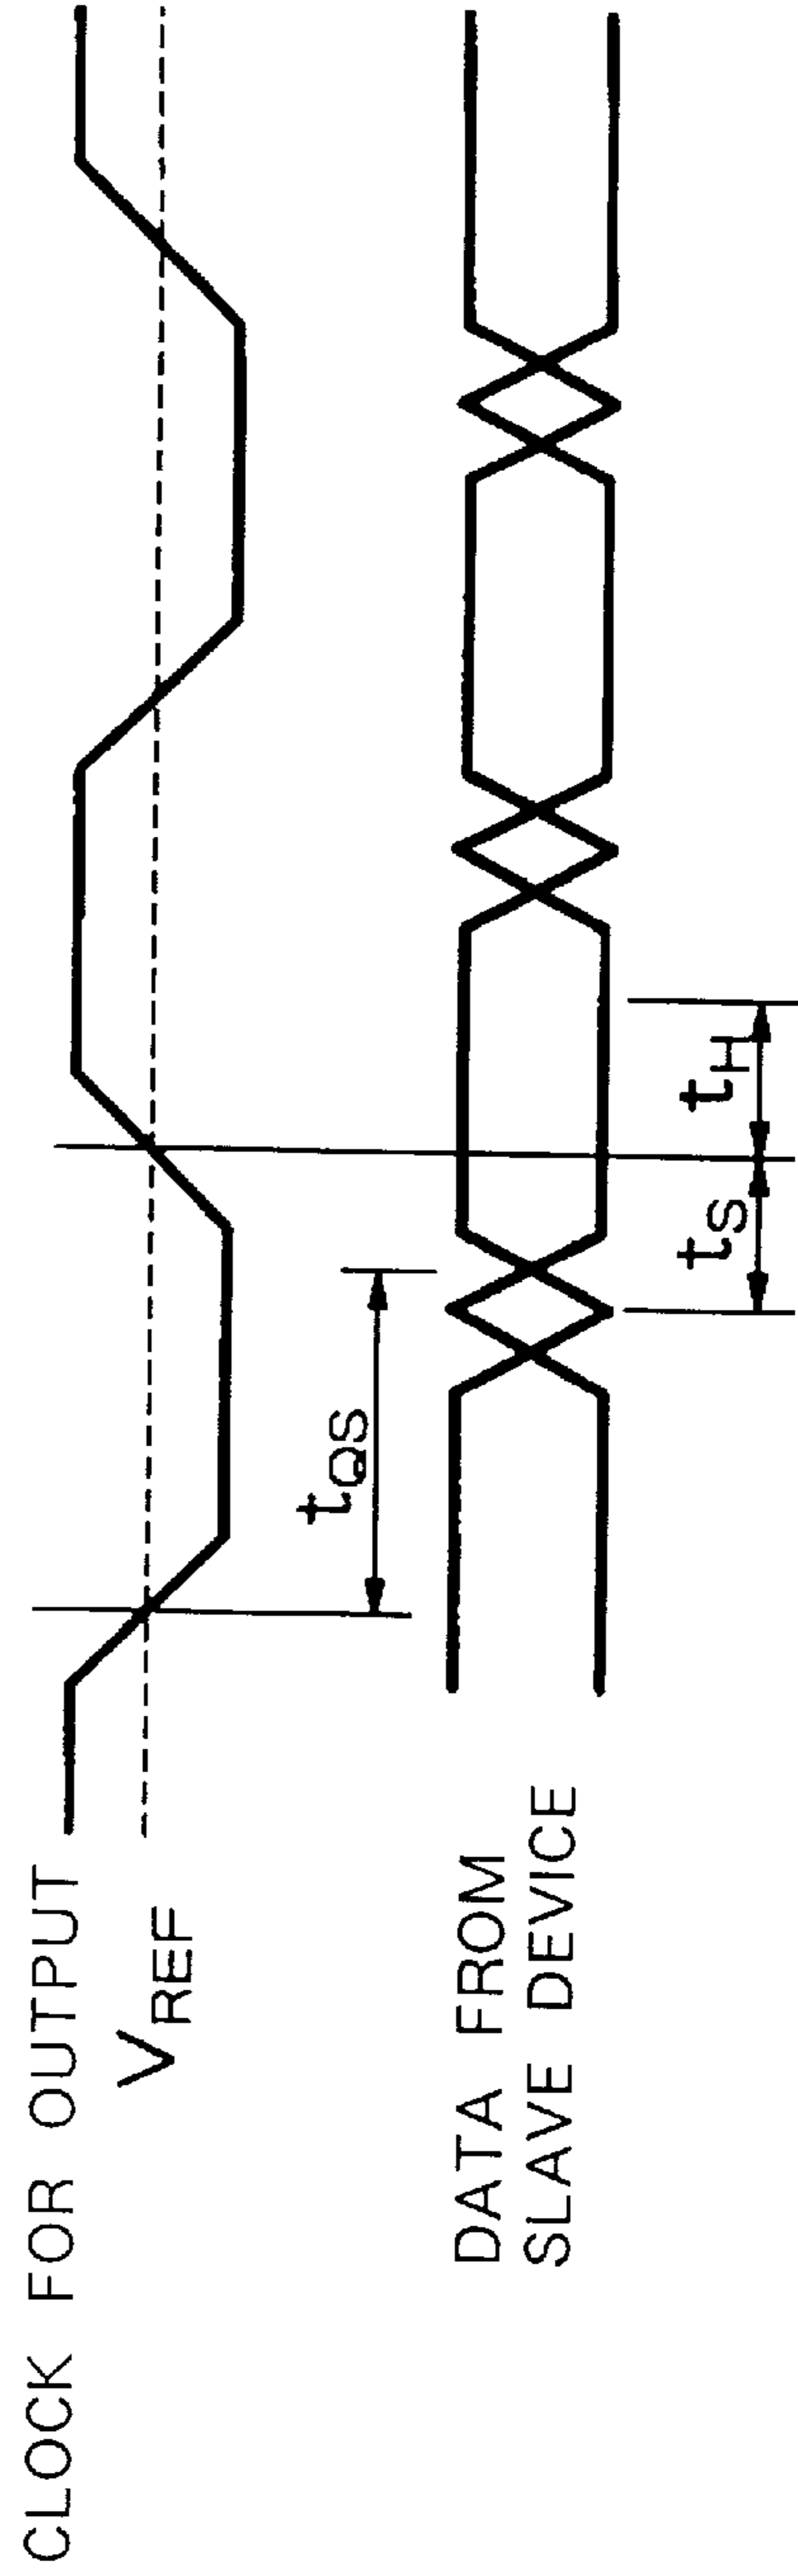 CLOCK FOR OUTPUT
VREF
tQS
DATA FROM
SLAVE DEVICE
tS
tH